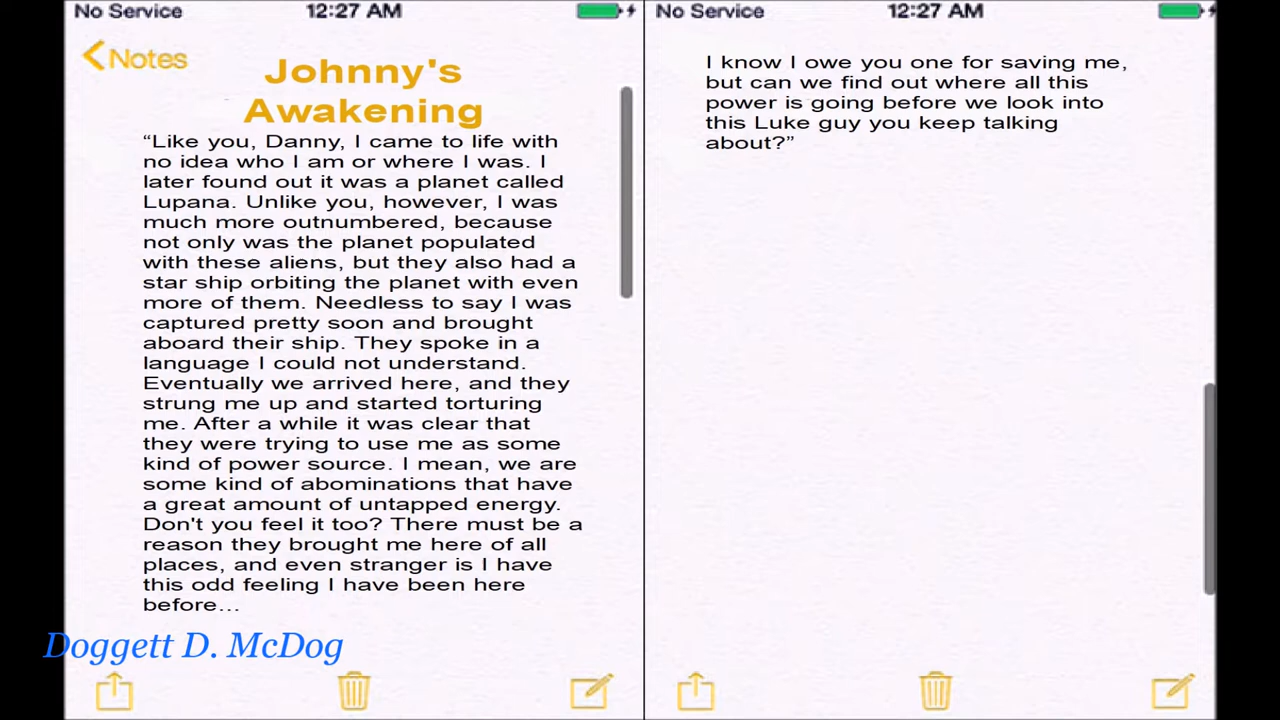 No Service 12:27 AM
Notes
Johnny's
Awakening
“Like you, Danny, I came to life with
no idea who I am or where I was. I
later found out it was a planet called
Lupana. Unlike you, however, I was
much more outnumbered, because
not only was the planet populated
with these aliens, but they also had a
star ship orbiting the planet with even
more of them. Needless to say I was
captured pretty soon and brought
aboard their ship. They spoke in a
language I could not understand.
Eventually we arrived here, and they
strung me up and started torturing
me. After a while it was clear that
they were trying to use me as some
kind of power source. I mean, we are
some kind of abominations that have
a great amount of untapped energy.
Don't you feel it too? There must be a
reason they brought me here of all
places, and even stranger is I have
this odd feeling I have been here
before...
Doggett D. McDog
No Service 12:27 AM
I know I owe you one for saving me,
but can we find out where all this
power is going before we look into
this Luke guy you keep talking
about?”